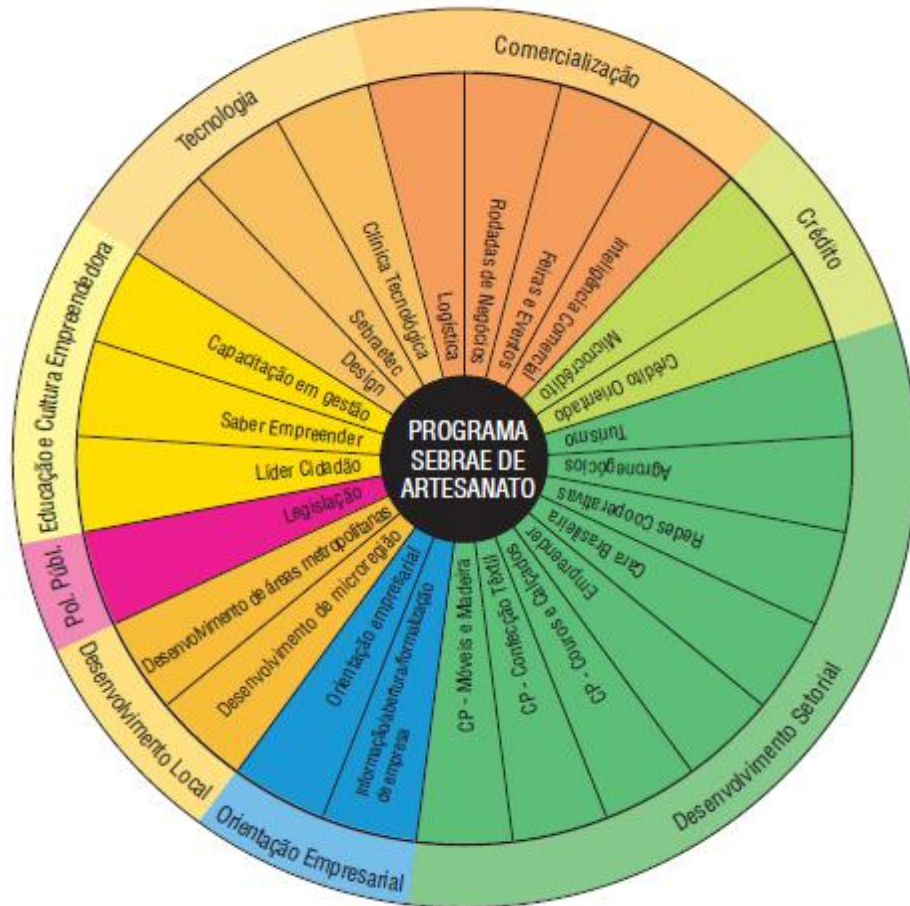 PROGRAMA
SEBRAE DE
ARTESANATO
Comercialização
Logística
Rodadas de Negócios
Feiras e Eventos
Inteligência Comercial
Crédito
Microcrédito
Crédito Orientado
Desenvolvimento Setorial
Turismo
Agronegócios
Redes Cooperativas
Cara Brasileira
Empreender
CP - Couros e Calçados
CP - Confecção Têxtil
CP - Móveis e Madeira
Orientação Empresarial
Informação/abertura/formalização
de empresa
Orientação empresarial
Desenvolvimento Local
Desenvolvimento de microregião
Desenvolvimento de áreas metropolitanas
Pol. Públ.
Legislação
Educação e Cultura Empreendedora
Líder Cidadão
Saber Empreender
Capacitação em gestão
Tecnologia
Design
Sebraetec
Clínica Tecnológica